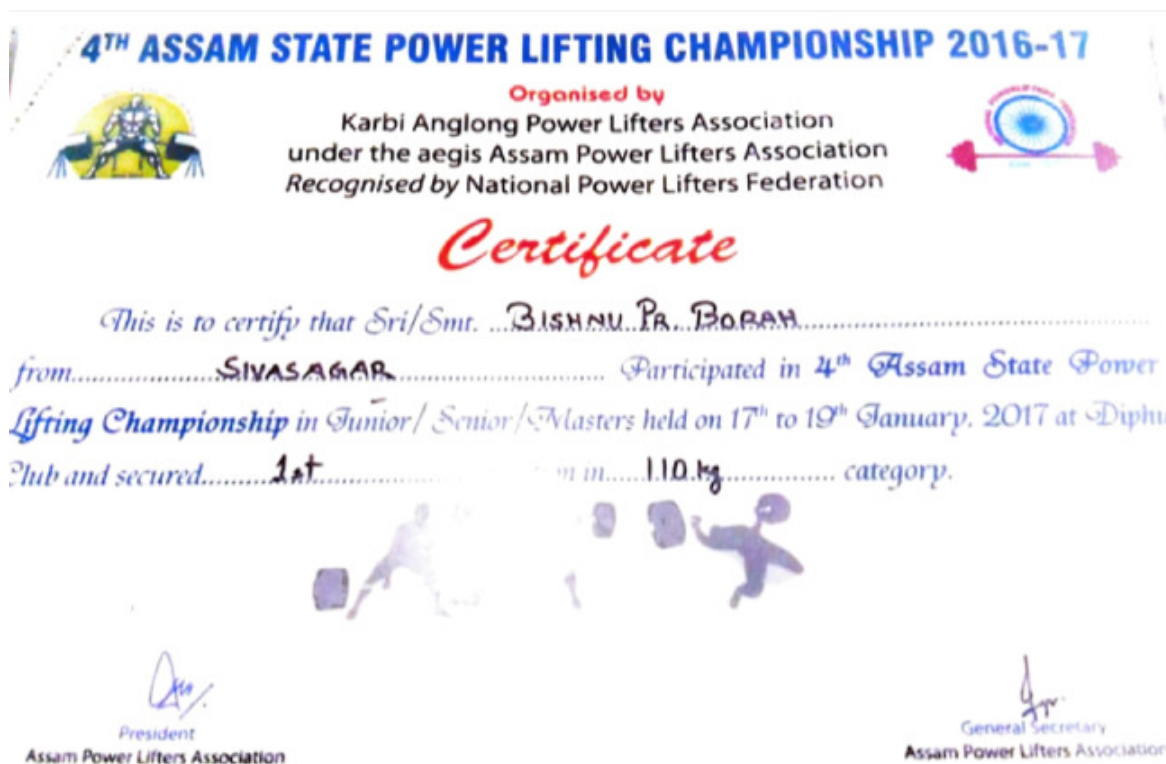 4TH ASSAM STATE POWER LIFTING CHAMPIONSHIP 2016-17
Organised by
Karbi Anglong Power Lifters Association
under the aegis Assam Power Lifters Association
Recognised by National Power Lifters Federation
Certificate
This is to certify that Sri/Smt. BISHNU PR. BORAH
from SIVASAGAR Participated in 4th Assam State Power
Lifting Championship in Junior/ Senior/Masters held on 17th to 19th January, 2017 at Diphu
Club and secured 1st in 110 kg category.
President
Assam Power Lifters Association
General Secretary
Assam Power Lifters Association